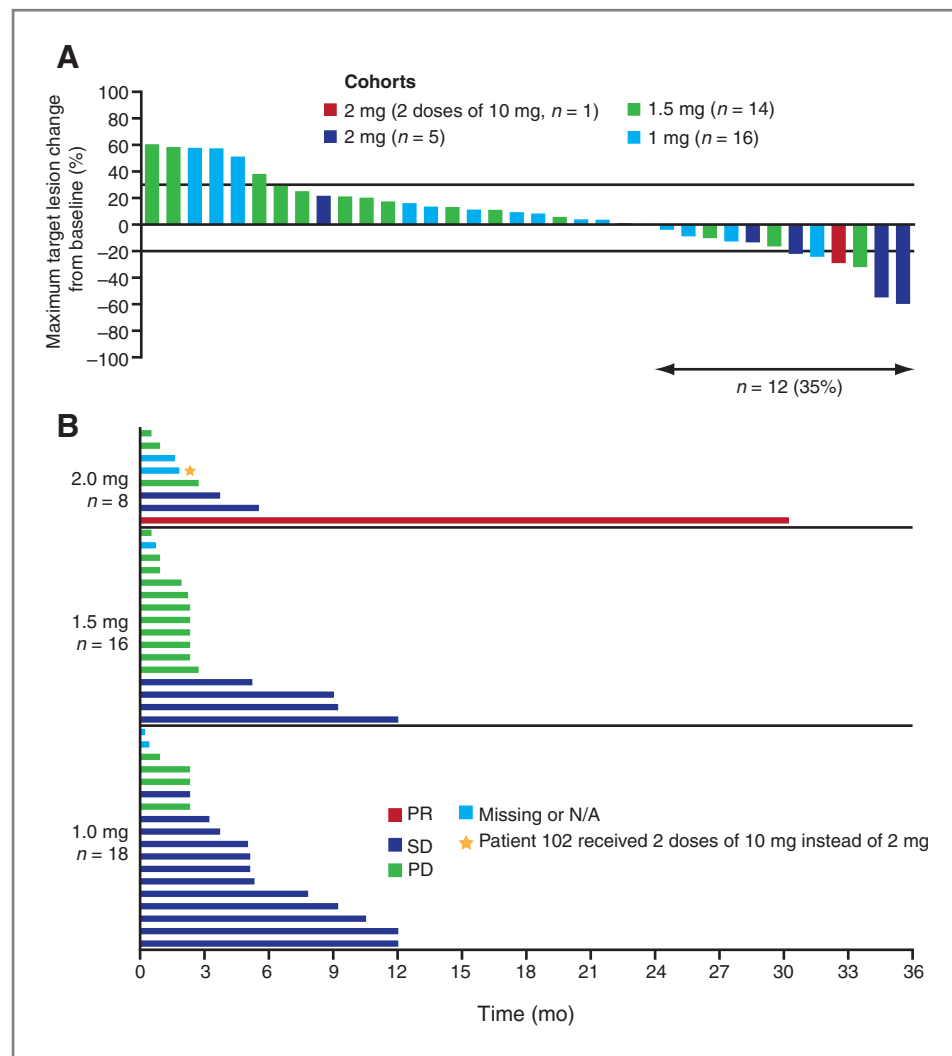 A
Cohorts
2 mg (2 doses of 10 mg, n = 1)
2 mg (n = 5)
1.5 mg (n = 14)
1 mg (n = 16)
Maximum target lesion change
from baseline (%)
100
80
60
40
20
0
–20
–40
–60
–80
–100
n = 12 (35%)
B
2.0 mg
n = 8
1.5 mg
n = 16
1.0 mg
n = 18
PR
SD
PD
Missing or N/A
Patient 102 received 2 doses of 10 mg instead of 2 mg
0 3 6 9 12 15 18 21 24 27 30 33 36
Time (mo)